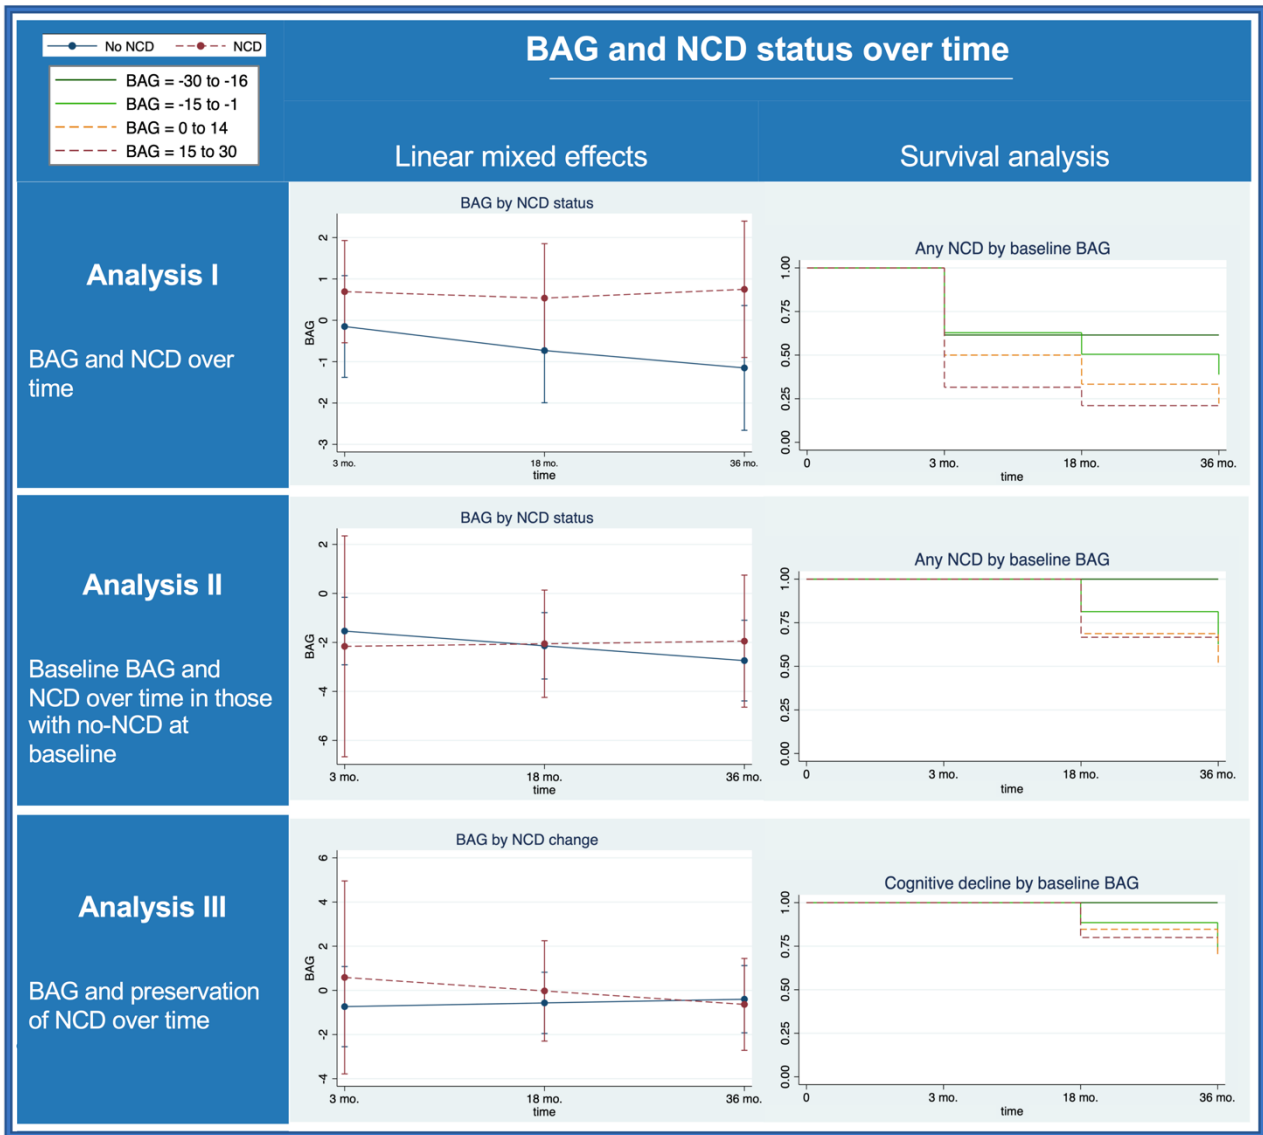 No NCD
NCD
BAG = -30 to -16
BAG = -15 to -1
BAG = 0 to 14
BAG = 15 to 30
BAG and NCD status over time
Linear mixed effects
Survival analysis
Analysis I
BAG and NCD over
time
BAG by NCD status
BAG
2
1
0
-1
-2
-3
3 mo.
18 mo.
36 mo.
time
Any NCD by baseline BAG
1.00
0.75
0.50
0.25
0.00
0
3 mo.
18 mo.
36 mo.
time
Analysis II
Baseline BAG and
NCD over time in those
with no-NCD at
baseline
BAG by NCD status
BAG
2
0
-2
-4
-6
3 mo.
18 mo.
36 mo.
time
Any NCD by baseline BAG
1.00
0.75
0.50
0.25
0.00
0
3 mo.
18 mo.
36 mo.
time
Analysis III
BAG and preservation
of NCD over time
BAG by NCD change
BAG
6
4
2
0
-2
-4
3 mo.
18 mo.
36 mo.
time
Cognitive decline by baseline BAG
1.00
0.75
0.50
0.25
0.00
0
3 mo.
18 mo.
36 mo.
time